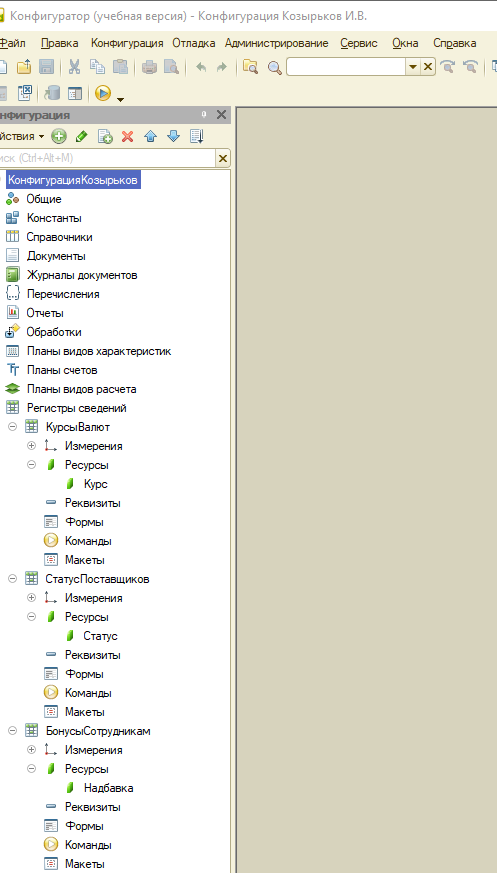 Конфигуратор (учебная версия) - Конфигурация Козырьков И.В.
Файл Правка Конфигурация Отладка Администрирование Сервис Окна Справка
нфигурация
йствия
иск (Ctrl+Alt+M)
КонфигурацияКозырьков
Общие
Константы
Справочники
Документы
Журналы документов
Перечисления
Отчеты
Обработки
Планы видов характеристик
Планы счетов
Планы видов расчета
Регистры сведений
КурсыВалют
Измерения
Ресурсы
Курс
Реквизиты
Формы
Команды
Макеты
СтатусПоставщиков
Измерения
Ресурсы
Статус
Реквизиты
Формы
Команды
Макеты
БонусыСотрудникам
Измерения
Ресурсы
Надбавка
Реквизиты
Формы
Команды
Макеты